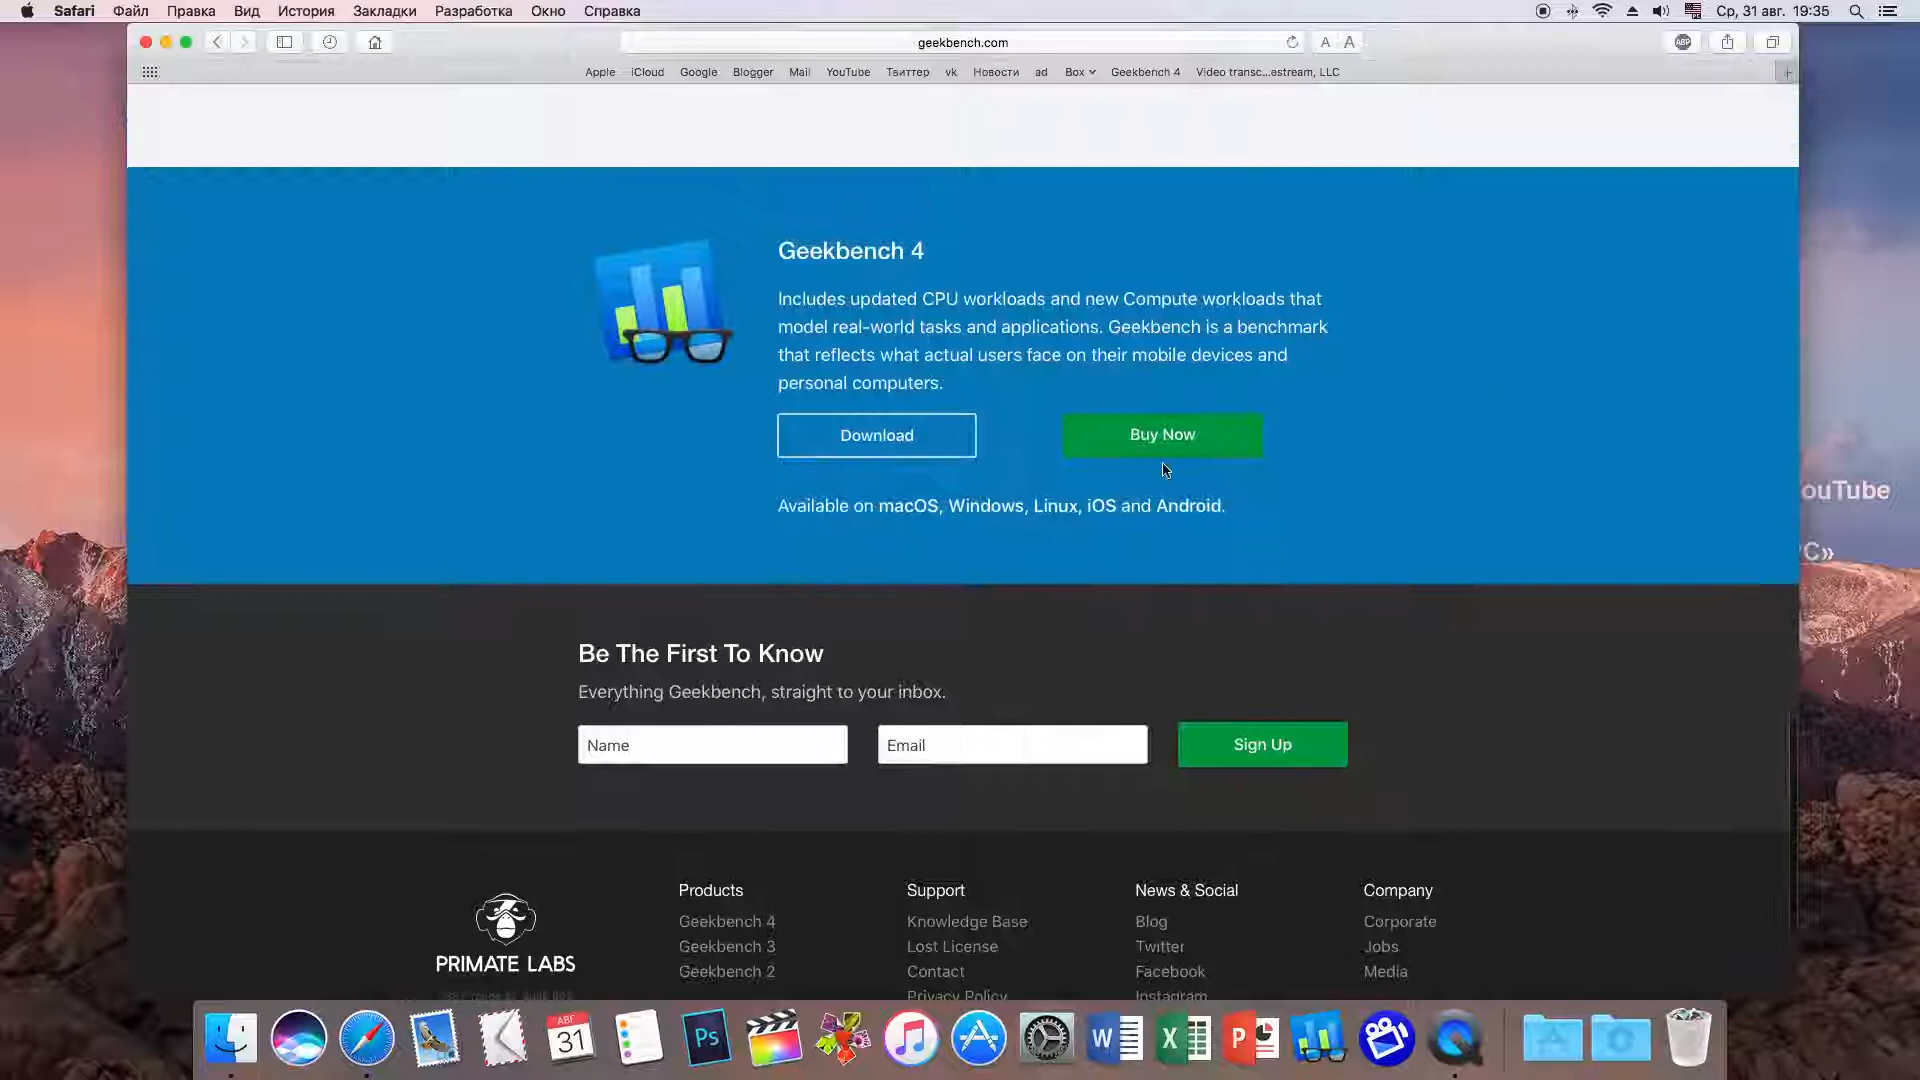 Safari Файл Правка Вид История Закладки Разработка Окно Справка Ср, 31 авг. 19:35
geekbench.com A A ABP
Apple iCloud Google Blogger Mail YouTube Твиттер vk Новости ad Box Geekbench 4 Video transc...estream, LLC
Geekbench 4
Includes updated CPU workloads and new Compute workloads that
model real-world tasks and applications. Geekbench is a benchmark
that reflects what actual users face on their mobile devices and
personal computers.
Download Buy Now
ouTube
Available on macOS, Windows, Linux, iOS and Android.
C»
Be The First To Know
Everything Geekbench, straight to your inbox.
Name Email Sign Up
Products Support News & Social Company
Geekbench 4 Knowledge Base Blog Corporate
Geekbench 3 Lost License Twitter Jobs
PRIMATE LABS
Geekbench 2 Contact Facebook Media
Privacy Policy Instagram
АВГ
31
Ps
W X P